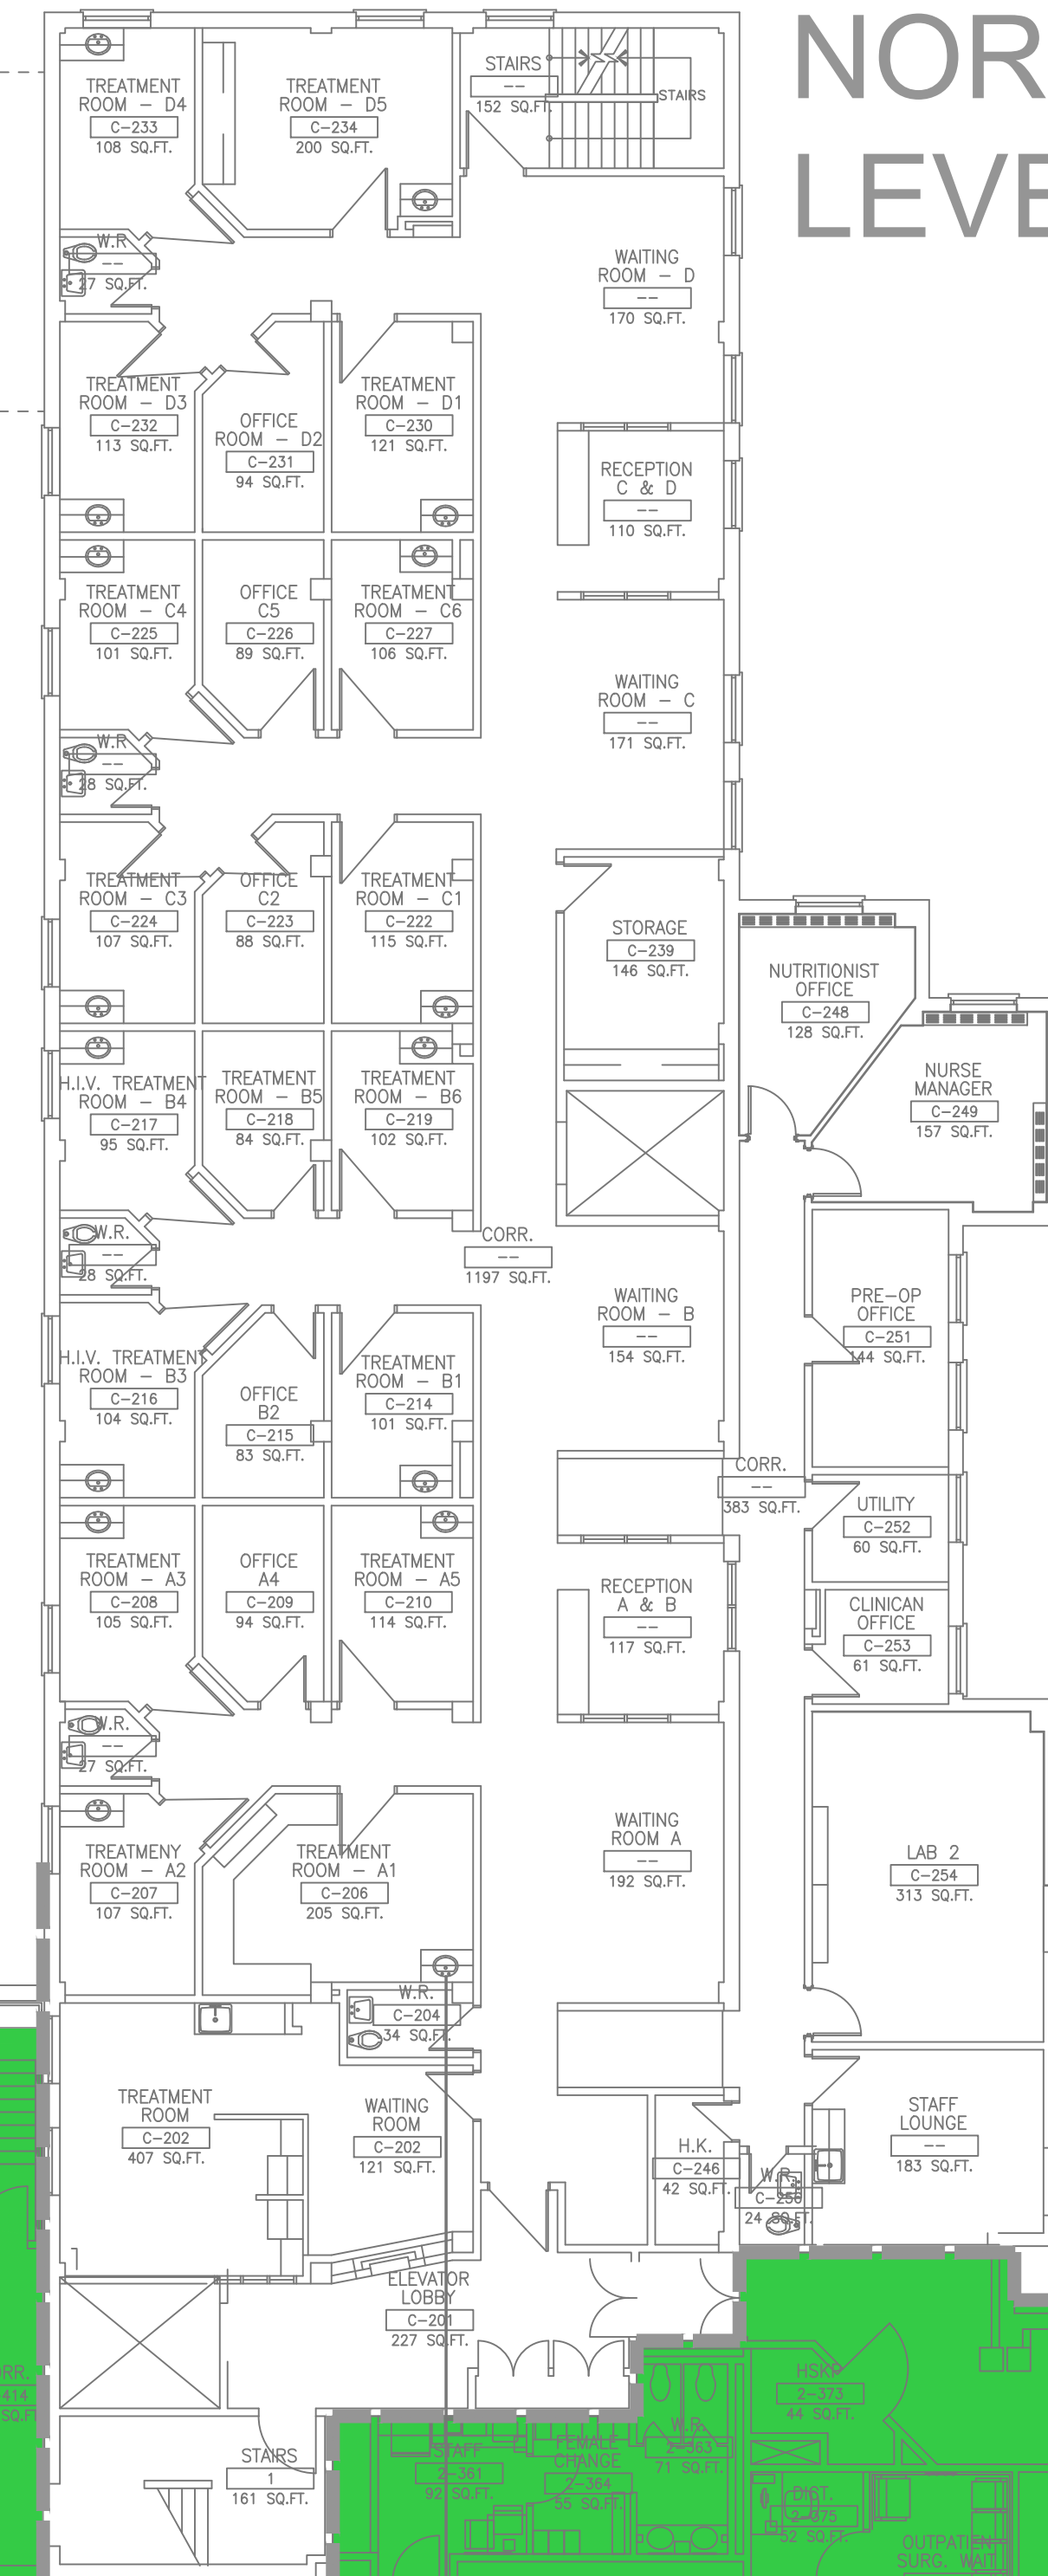 NOR
LEVE
TREATMENT
ROOM - D4
C-233
108 SQ.FT.
TREATMENT
ROOM - D5
C-234
200 SQ.FT.
STAIRS
--
152 SQ.FT.
STAIRS
W.R
--
27 SQ.FT.
WAITING
ROOM - D
--
170 SQ.FT.
TREATMENT
ROOM - D3
C-232
113 SQ.FT.
OFFICE
ROOM - D2
C-231
94 SQ.FT.
TREATMENT
ROOM - D1
C-230
121 SQ.FT.
RECEPTION
C & D
--
110 SQ.FT.
TREATMENT
ROOM - C4
C-225
101 SQ.FT.
OFFICE
C5
C-226
89 SQ.FT.
TREATMENT
ROOM - C6
C-227
106 SQ.FT.
WAITING
ROOM - C
--
171 SQ.FT.
W.R
--
28 SQ.FT.
TREATMENT
ROOM - C3
C-224
107 SQ.FT.
OFFICE
C2
C-223
88 SQ.FT.
TREATMENT
ROOM - C1
C-222
115 SQ.FT.
STORAGE
C-239
146 SQ.FT.
NUTRITIONIST
OFFICE
C-248
128 SQ.FT.
NURSE
MANAGER
C-249
157 SQ.FT.
H.I.V. TREATMENT
ROOM - B4
C-217
95 SQ.FT.
TREATMENT
ROOM - B5
C-218
84 SQ.FT.
TREATMENT
ROOM - B6
C-219
102 SQ.FT.
W.R.
--
28 SQ.FT.
CORR.
--
1197 SQ.FT.
WAITING
ROOM - B
--
154 SQ.FT.
PRE-OP
OFFICE
C-251
144 SQ.FT.
H.I.V. TREATMENT
ROOM - B3
C-216
104 SQ.FT.
OFFICE
B2
C-215
83 SQ.FT.
TREATMENT
ROOM - B1
C-214
101 SQ.FT.
CORR.
--
383 SQ.FT.
UTILITY
C-252
60 SQ.FT.
TREATMENT
ROOM - A3
C-208
105 SQ.FT.
OFFICE
A4
C-209
94 SQ.FT.
TREATMENT
ROOM - A5
C-210
114 SQ.FT.
RECEPTION
A & B
--
117 SQ.FT.
CLINICAN
OFFICE
C-253
61 SQ.FT.
W.R.
--
27 SQ.FT.
TREATMENY
ROOM - A2
C-207
107 SQ.FT.
TREATMENT
ROOM - A1
C-206
205 SQ.FT.
WAITING
ROOM A
--
192 SQ.FT.
LAB 2
C-254
313 SQ.FT.
W.R.
C-204
34 SQ.FT.
TREATMENT
ROOM
C-202
407 SQ.FT.
WAITING
ROOM
C-202
121 SQ.FT.
H.K.
C-246
42 SQ.FT.
W.R.
24 SQ.FT.
STAFF
LOUNGE
--
183 SQ.FT.
ELEVATOR
LOBBY
C-201
227 SQ.FT.
RR.
414
SQ.F
STAIRS
1
161 SQ.FT.
STAFF
2-361
92 SQ.FT.
FEMALE
CHANGE
2-364
55 SQ.FT.
W.R.
2-363
71 SQ.FT.
HSKP
2-373
44 SQ.FT.
DICT.
2-375
52 SQ.FT.
OUTPATIEN
SURG. WAIT